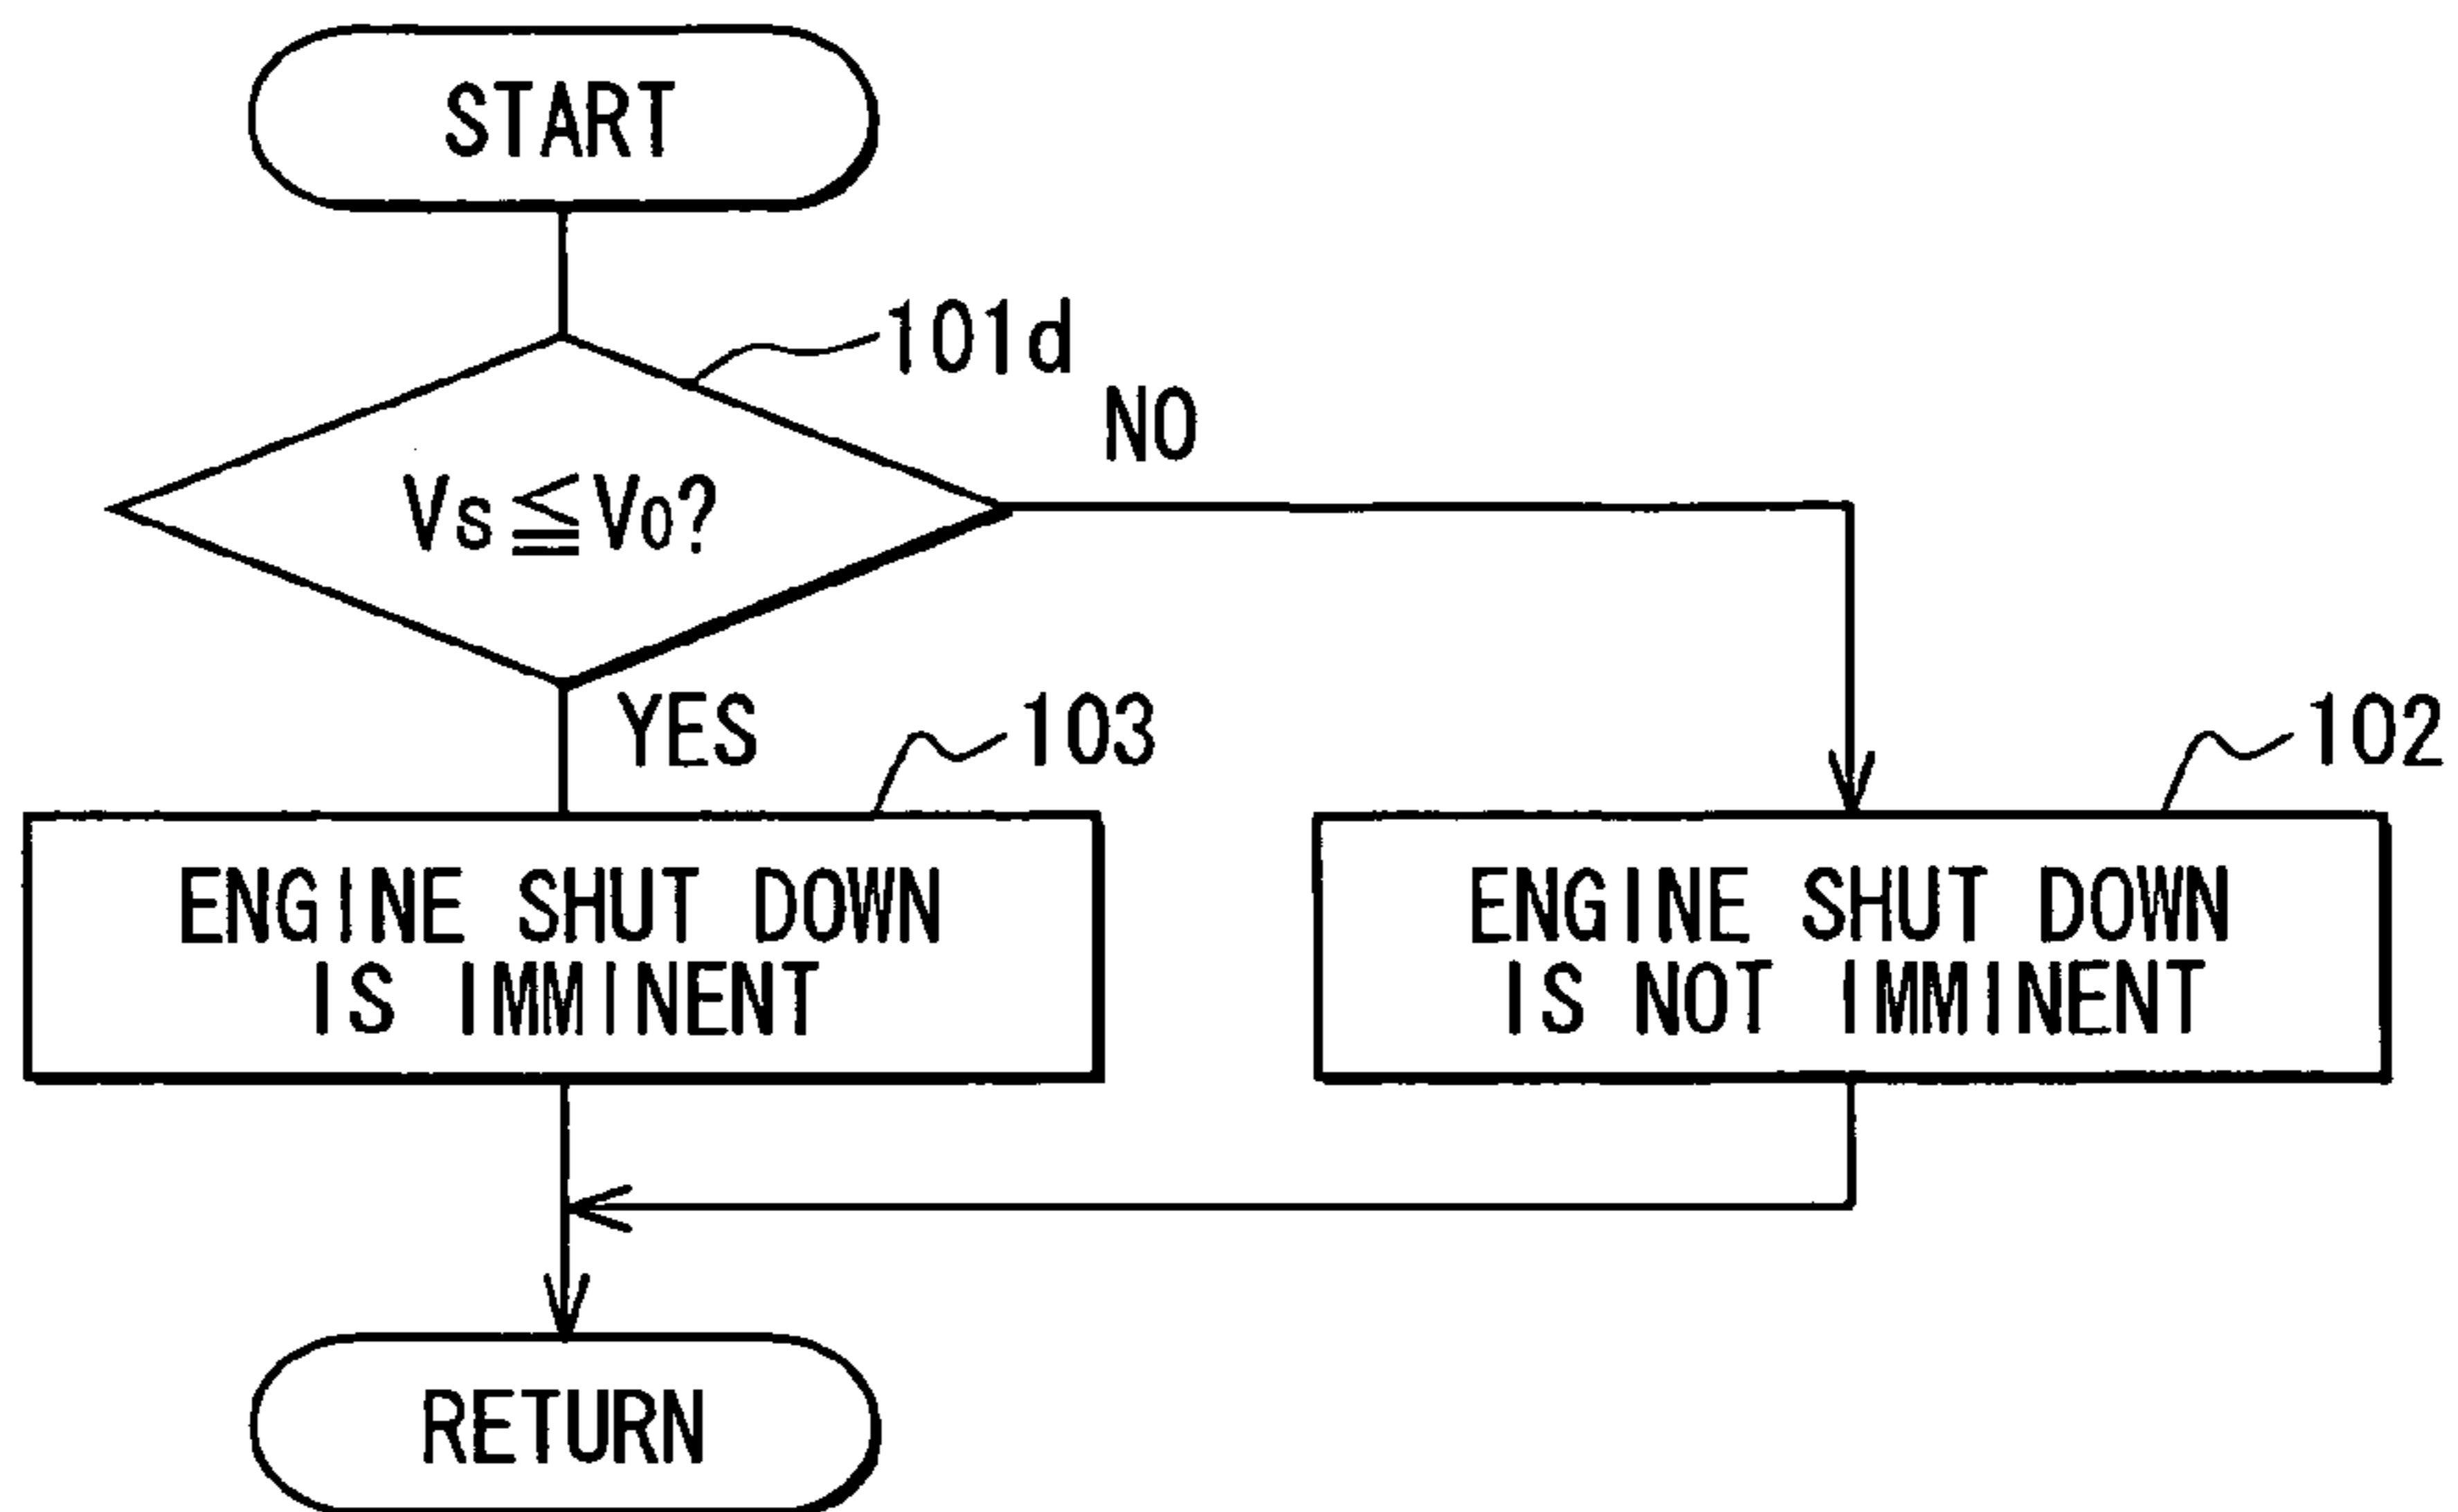 START
101d
NO
Vs≦Vo?
YES
103
102
ENGINE SHUT DOWN
IS IMMINENT
ENGINE SHUT DOWN
IS NOT IMMINENT
RETURN